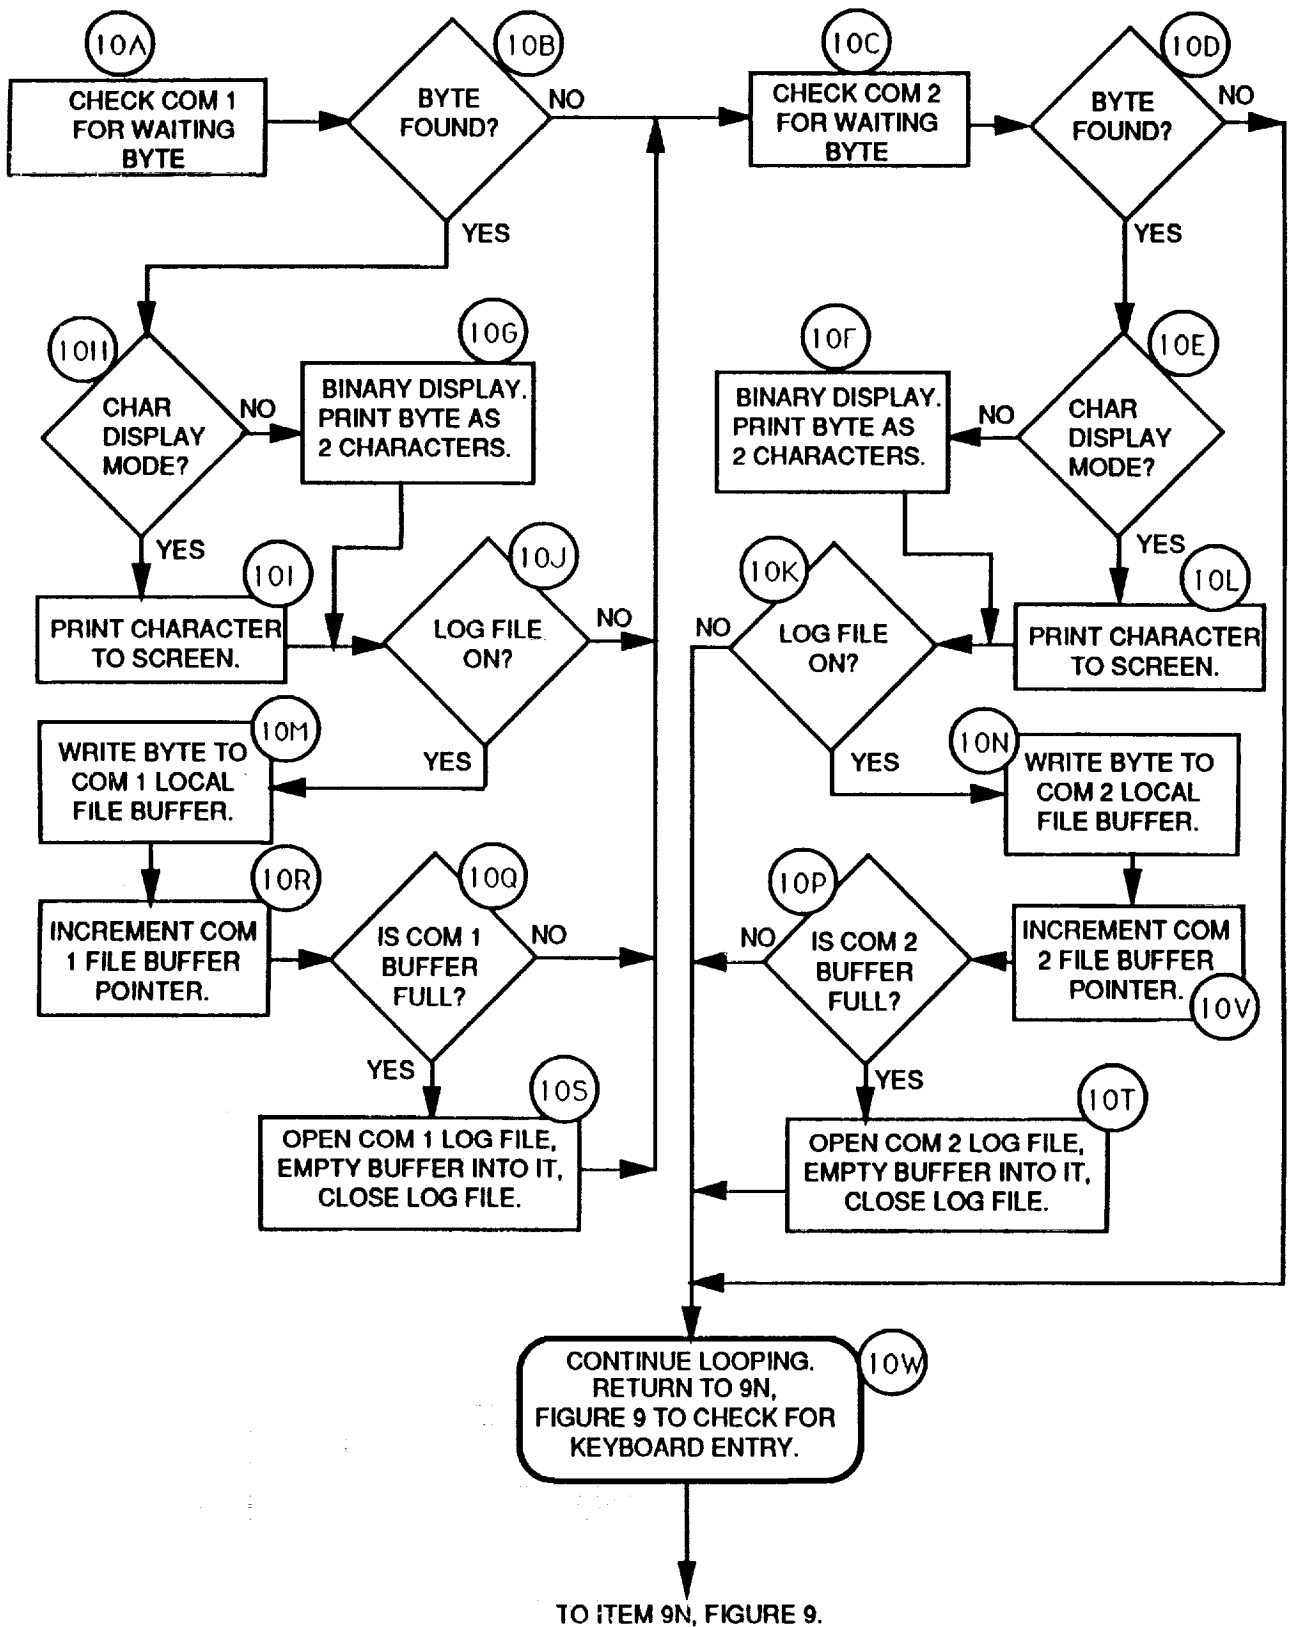 10A
CHECK COM 1
FOR WAITING
BYTE
10B
BYTE
FOUND?
NO
YES
10C
CHECK COM 2
FOR WAITING
BYTE
10D
BYTE
FOUND?
NO
YES
10H
CHAR
DISPLAY
MODE?
NO
YES
10G
BINARY DISPLAY.
PRINT BYTE AS
2 CHARACTERS.
10F
BINARY DISPLAY.
PRINT BYTE AS
2 CHARACTERS.
10E
CHAR
DISPLAY
MODE?
NO
YES
10I
PRINT CHARACTER
TO SCREEN.
10J
LOG FILE
ON?
NO
YES
10K
LOG FILE
ON?
NO
YES
10L
PRINT CHARACTER
TO SCREEN.
10M
WRITE BYTE TO
COM 1 LOCAL
FILE BUFFER.
10N
WRITE BYTE TO
COM 2 LOCAL
FILE BUFFER.
10R
INCREMENT COM
1 FILE BUFFER
POINTER.
10Q
IS COM 1
BUFFER
FULL?
NO
YES
10P
IS COM 2
BUFFER
FULL?
NO
YES
INCREMENT COM
2 FILE BUFFER
POINTER.
10V
10S
OPEN COM 1 LOG FILE,
EMPTY BUFFER INTO IT,
CLOSE LOG FILE.
10T
OPEN COM 2 LOG FILE,
EMPTY BUFFER INTO IT,
CLOSE LOG FILE.
10W
CONTINUE LOOPING.
RETURN TO 9N,
FIGURE 9 TO CHECK FOR
KEYBOARD ENTRY.
TO ITEM 9N, FIGURE 9.